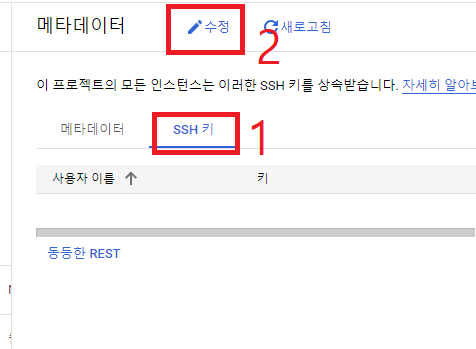 메타데이터 수정 새로고침
2
이 프로젝트의 모든 인스턴스는 이러한 SSH 키를 상속받습니다. 자세히 알아보
메타데이터 SSH 키 1
사용자 이름 키
동등한 REST